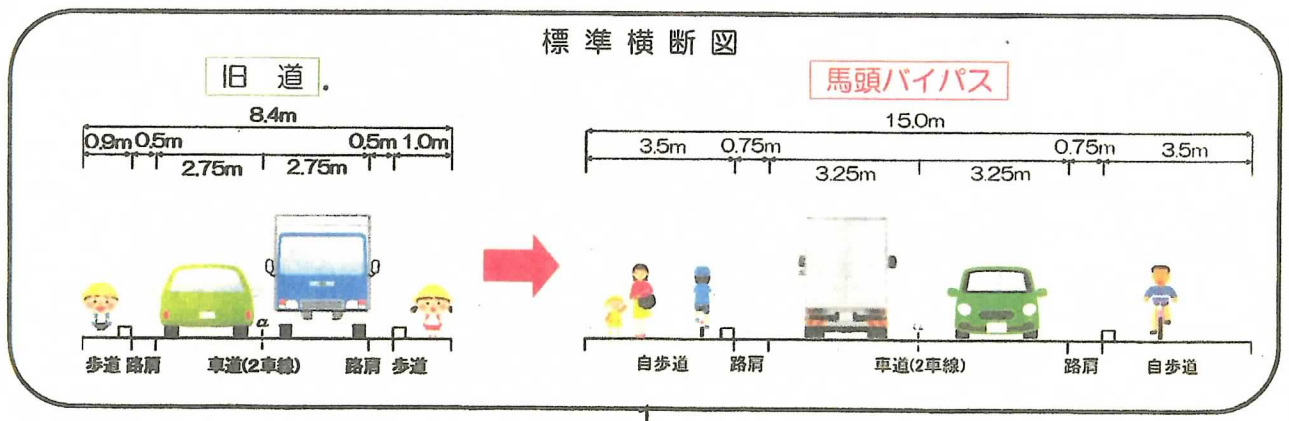 標準横断図
旧道
馬頭バイパス
8.4m
0.9m 0.5m 0.5m 1.0m
2.75m 2.75m
15.0m
3.5m 0.75m 0.75m 3.5m
3.25m 3.25m
歩道 路肩 車道(2車線) 路肩 歩道
自歩道 路肩 車道(2車線) 路肩 自歩道